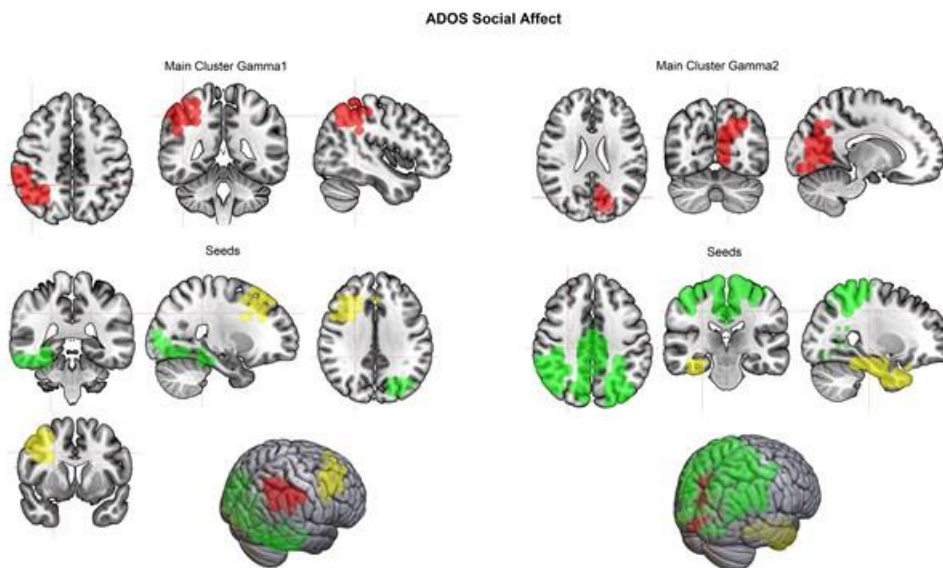 ADOS Social Affect
Main Cluster Gamma1
Main Cluster Gamma2
Seeds
Seeds